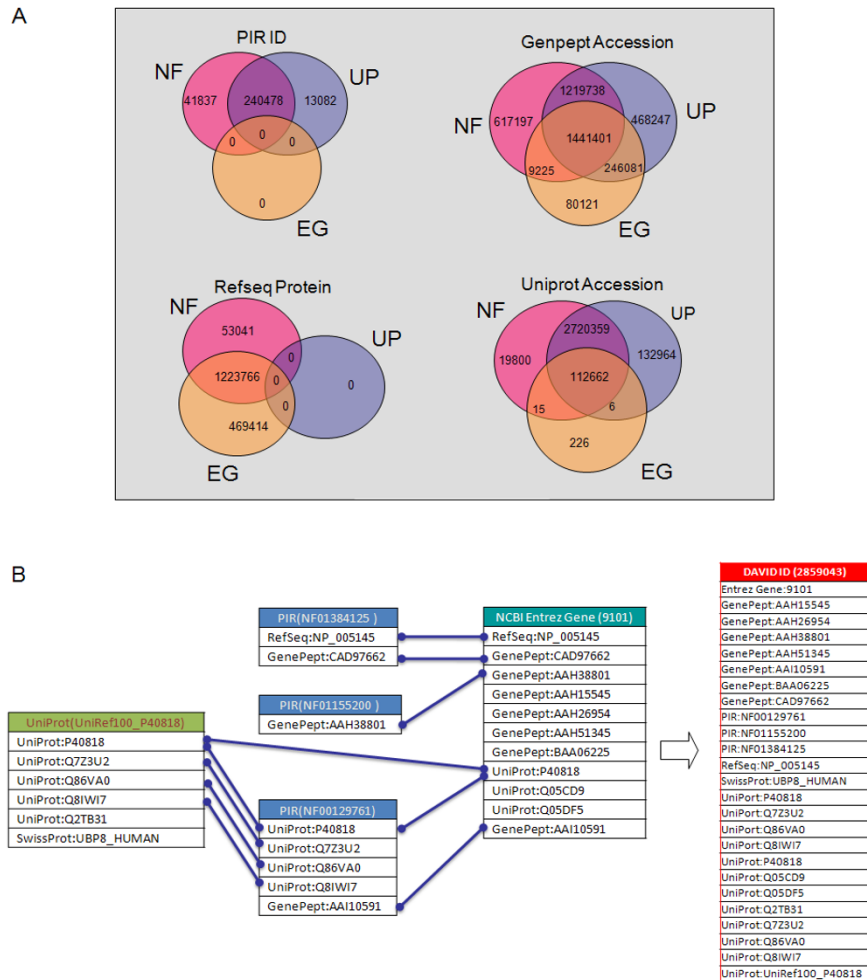 A
PIR ID
NF
UP
41837
240478
13082
0
0
0
0
EG
Genpept Accession
NF
UP
1219738
617197
468247
1441401
9225
246081
80121
EG
Refseq Protein
NF
UP
53041
0
1223766
0
0
0
469414
EG
Uniprot Accession
NF
UP
2720359
19800
132964
112662
15
6
226
EG
B
UniProt(UniRef100_P40818)
UniProt:P40818
UniProt:Q7Z3U2
UniProt:Q86VA0
UniProt:Q8IWI7
UniProt:Q2TB31
SwissProt:UBP8_HUMAN
PIR(NF01384125 )
RefSeq:NP_005145
GenePept:CAD97662
PIR(NF01155200 )
GenePept:AAH38801
PIR(NF00129761)
UniProt:P40818
UniProt:Q7Z3U2
UniProt:Q86VA0
UniProt:Q8IWI7
GenePept:AAI10591
NCBI Entrez Gene (9101)
RefSeq:NP_005145
GenePept:CAD97662
GenePept:AAH38801
GenePept:AAH15545
GenePept:AAH26954
GenePept:AAH51345
GenePept:BAA06225
UniProt:P40818
UniProt:Q05CD9
UniProt:Q05DF5
GenePept:AAI10591
DAVID ID (2859043)
Entrez Gene:9101
GenePept:AAH15545
GenePept:AAH26954
GenePept:AAH38801
GenePept:AAH51345
GenePept:AAI10591
GenePept:BAA06225
GenePept:CAD97662
PIR:NF00129761
PIR:NF01155200
PIR:NF01384125
RefSeq:NP_005145
SwissProt:UBP8_HUMAN
UniPort:P40818
UniProt:Q7Z3U2
UniProt:Q86VA0
UniProt:Q8IWI7
UniProt:P40818
UniProt:Q05CD9
UniProt:Q05DF5
UniProt:Q2TB31
UniProt:Q7Z3U2
UniProt:Q86VA0
UniProt:Q8IWI7
UniProt:UniRef100_P40818